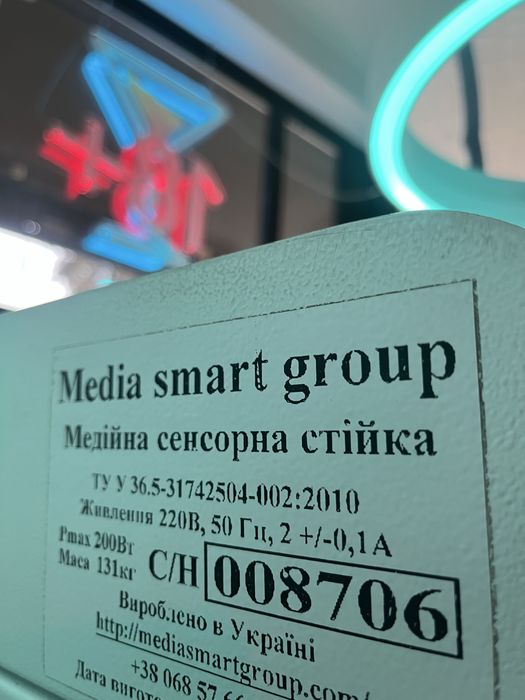 Media smart group
Медійна сенсорна стійка
ТУ У 36.5-31742504-002:2010
Живлення 220В, 50 Гц, 2 +/-0,1А
Pmax 200Вт
Маса 131кг
С/Н 008706
Вироблено в Україні
http://mediasmartgroup.com/
+38 068 57
Дата